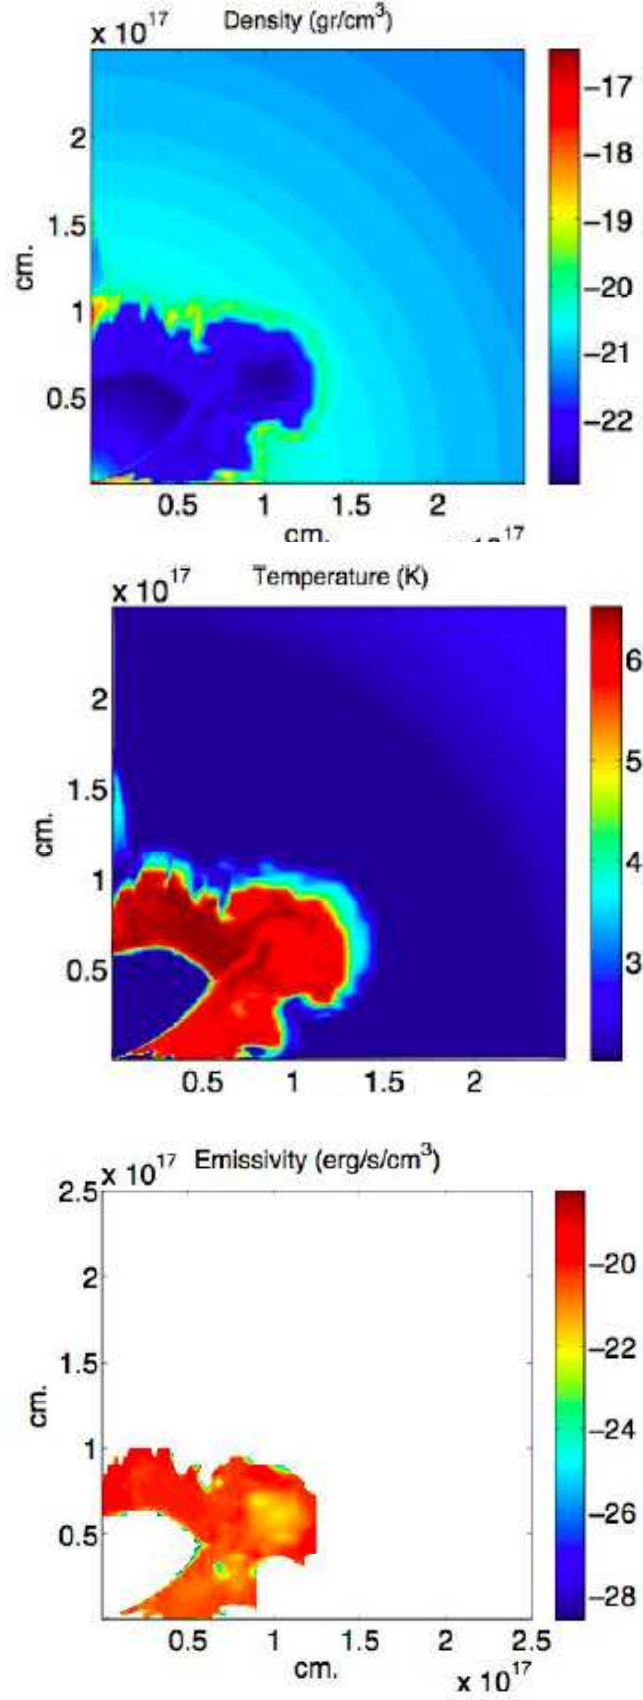 x 10^17 Density (gr/cm^3)
cm.
2
1.5
1
0.5
0.5 1 1.5 2
cm.
−17
−18
−19
−20
−21
−22
x 10^17 Temperature (K)
cm.
2
1.5
1
0.5
0.5 1 1.5 2
6
5
4
3
x 10^17 Emissivity (erg/s/cm^3)
cm.
2.5
2
1.5
1
0.5
0.5 1 1.5 2 2.5
cm. x 10^17
−20
−22
−24
−26
−28